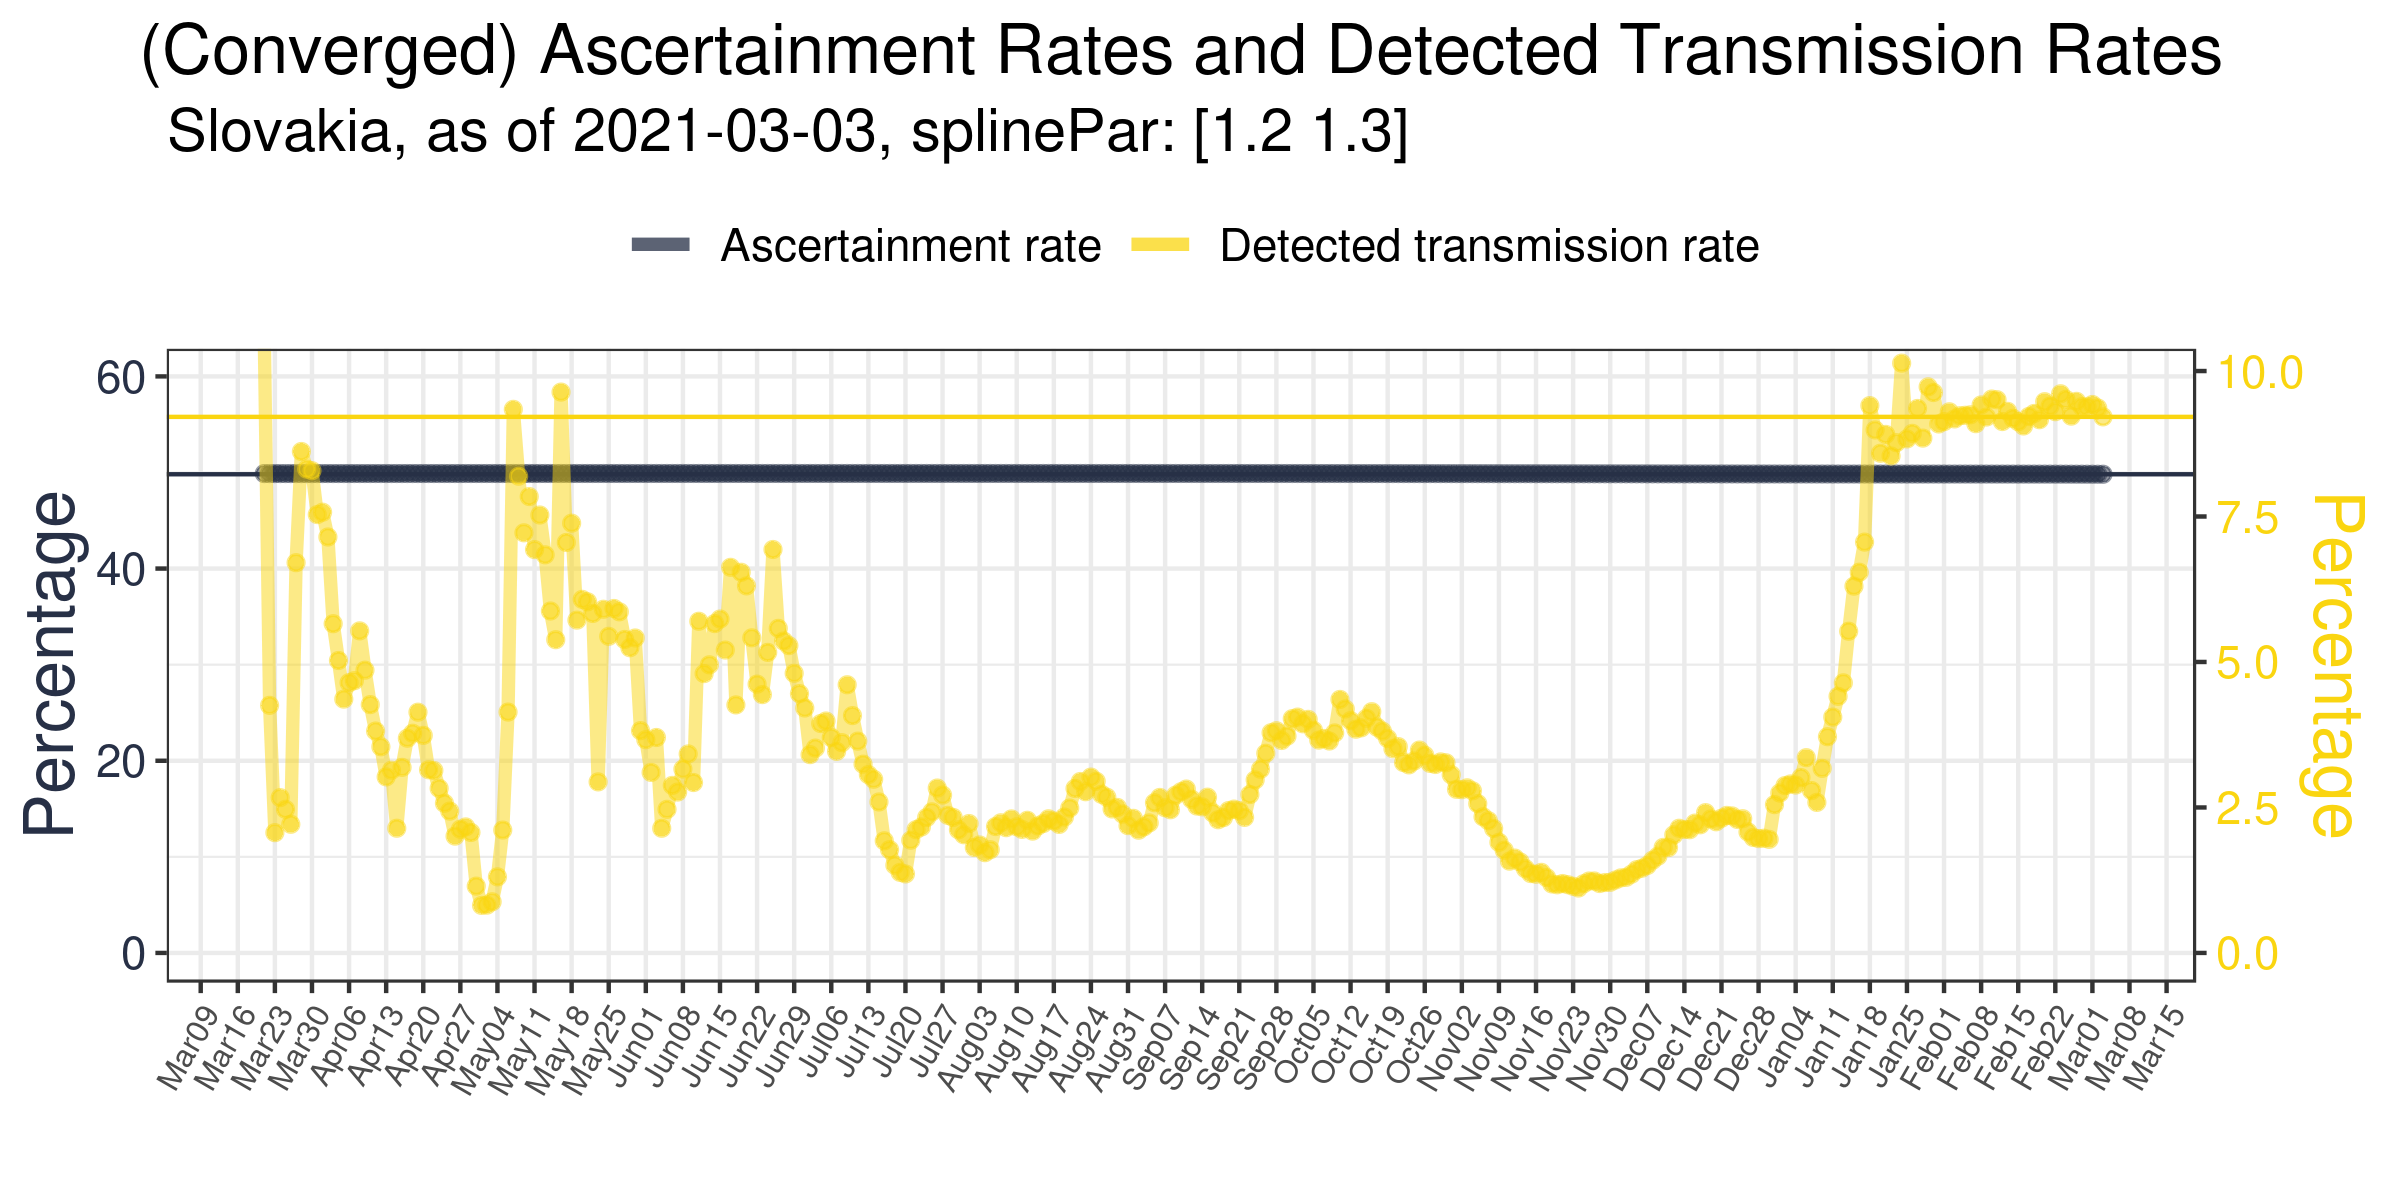 (Converged) Ascertainment Rates and Detected Transmission Rates
Slovakia, as of 2021-03-03, splinePar: [1.2 1.3]
Ascertainment rate
Detected transmission rate
Percentage
60
40
20
0
10.0
7.5
5.0
2.5
0.0
Percentage
Mar09
Mar16
Mar23
Mar30
Apr06
Apr13
Apr20
Apr27
May04
May11
May18
May25
Jun01
Jun08
Jun15
Jun22
Jun29
Jul06
Jul13
Jul20
Jul27
Aug03
Aug10
Aug17
Aug24
Aug31
Sep07
Sep14
Sep21
Sep28
Oct05
Oct12
Oct19
Oct26
Nov02
Nov09
Nov16
Nov23
Nov30
Dec07
Dec14
Dec21
Dec28
Jan04
Jan11
Jan18
Jan25
Feb01
Feb08
Feb15
Feb22
Mar01
Mar08
Mar15